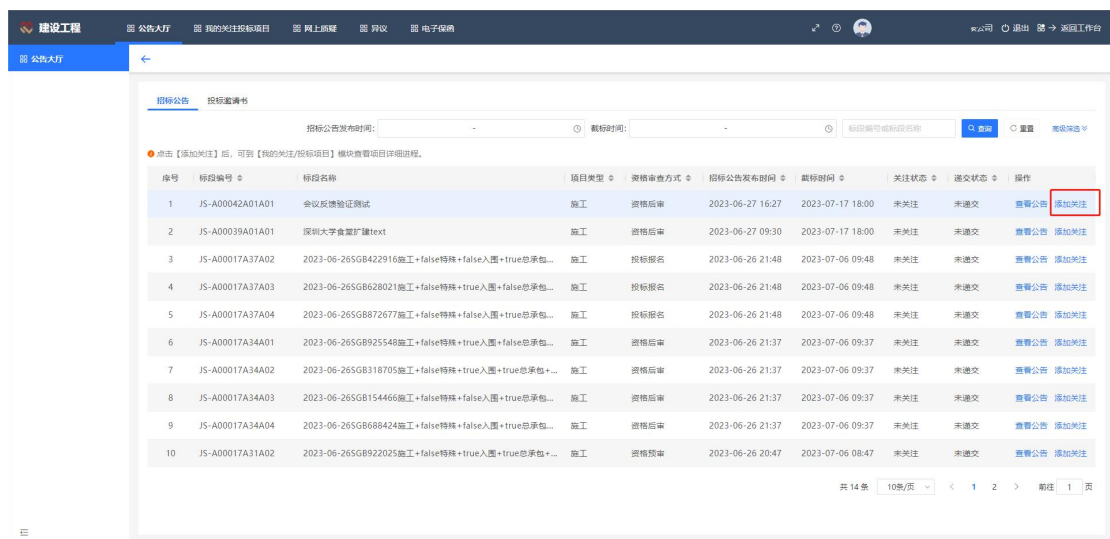 建设工程 公告大厅 我的关注投标项目 网上质疑 异议 电子保函 公司 退出 返回工作台
公告大厅
招标公告 投标邀请书
招标公告发布时间: - 截标时间: - 标段编号或标段名称 查询 重置 高级筛选
点击【添加关注】后，可到【我的关注/投标项目】模块查看项目详细进程。
序号 标段编号 标段名称 项目类型 资格审查方式 招标公告发布时间 截标时间 关注状态 递交状态 操作
1 JS-A00042A01A01 会议反馈验证测试 施工 资格后审 2023-06-27 16:27 2023-07-17 18:00 未关注 未递交 查看公告 添加关注
2 JS-A00039A01A01 深圳大学食堂扩建text 施工 资格后审 2023-06-27 09:30 2023-07-17 18:00 未关注 未递交 查看公告 添加关注
3 JS-A00017A37A02 2023-06-26SGB422916施工+false特殊+false入围+true总承包... 施工 投标报名 2023-06-26 21:48 2023-07-06 09:48 未关注 未递交 查看公告 添加关注
4 JS-A00017A37A03 2023-06-26SGB628021施工+false特殊+true入围+false总承包... 施工 投标报名 2023-06-26 21:48 2023-07-06 09:48 未关注 未递交 查看公告 添加关注
5 JS-A00017A37A04 2023-06-26SGB872677施工+false特殊+false入围+true总承包... 施工 投标报名 2023-06-26 21:48 2023-07-06 09:48 未关注 未递交 查看公告 添加关注
6 JS-A00017A34A01 2023-06-26SGB925548施工+false特殊+true入围+false总承包... 施工 资格后审 2023-06-26 21:37 2023-07-06 09:37 未关注 未递交 查看公告 添加关注
7 JS-A00017A34A02 2023-06-26SGB318705施工+false特殊+true入围+true总承包+... 施工 资格后审 2023-06-26 21:37 2023-07-06 09:37 未关注 未递交 查看公告 添加关注
8 JS-A00017A34A03 2023-06-26SGB154466施工+false特殊+false入围+true总承包... 施工 资格后审 2023-06-26 21:37 2023-07-06 09:37 未关注 未递交 查看公告 添加关注
9 JS-A00017A34A04 2023-06-26SGB688424施工+false特殊+false入围+true总承包... 施工 资格后审 2023-06-26 21:37 2023-07-06 09:37 未关注 未递交 查看公告 添加关注
10 JS-A00017A31A02 2023-06-26SGB922025施工+false特殊+true入围+true总承包+... 施工 资格预审 2023-06-26 20:47 2023-07-06 08:47 未关注 未递交 查看公告 添加关注
共 14 条 10条/页 1 2 前往 1 页